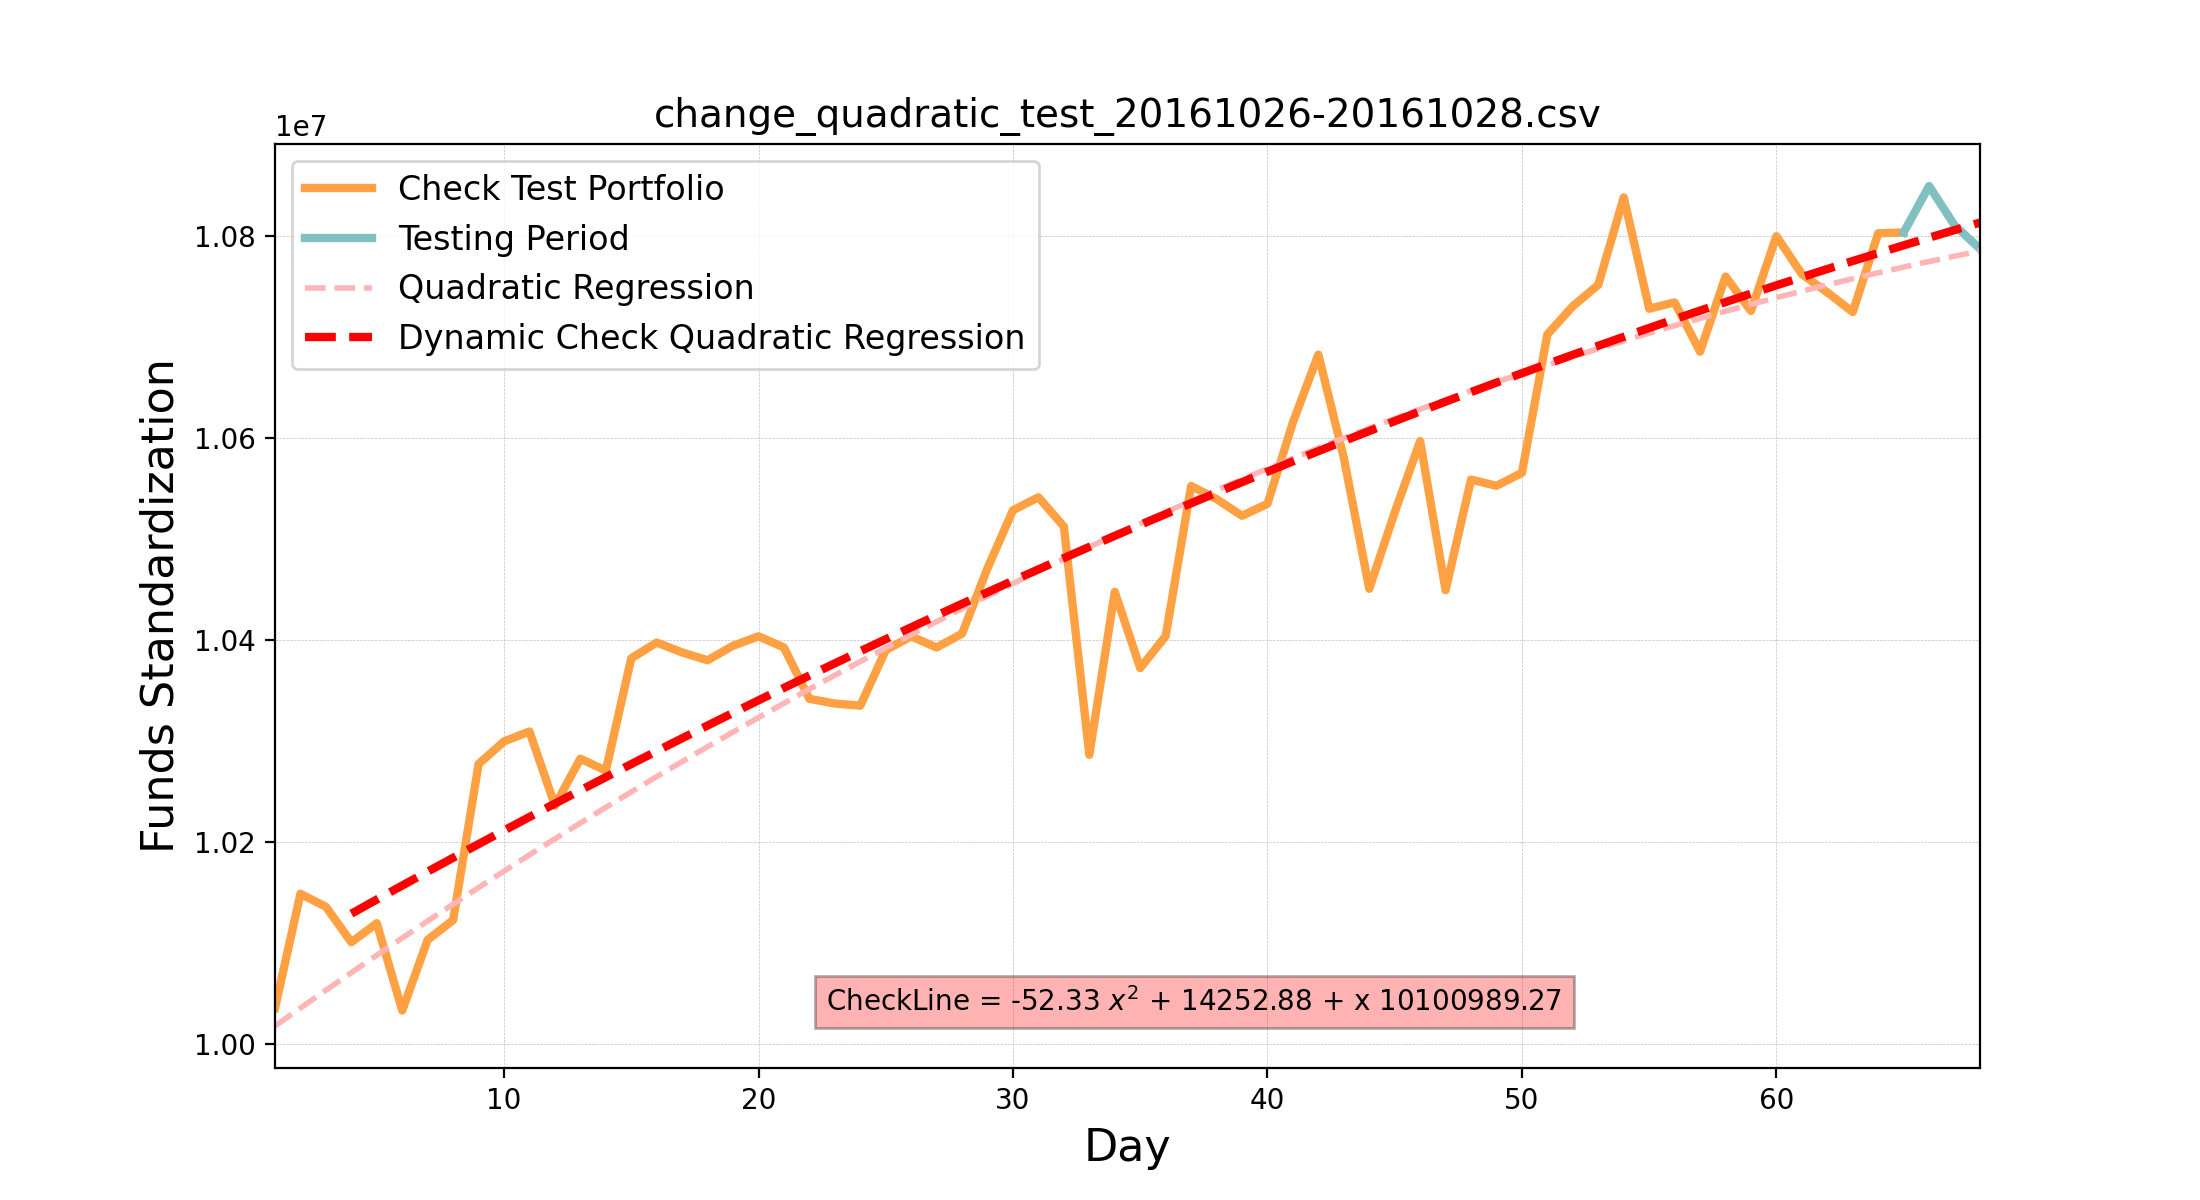 change_quadratic_test_20161026-20161028.csv
1e7
Check Test Portfolio
Testing Period
Quadratic Regression
Dynamic Check Quadratic Regression
1.08
1.06
1.04
1.02
1.00
Funds Standardization
CheckLine = -52.33 x² + 14252.88 + x 10100989.27
10 20 30 40 50 60
Day